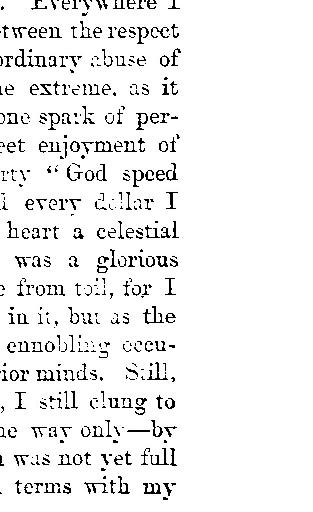 . Everywhere I
tween the respect
ordinary abuse of
e extreme, as it
one spark of per-
eet enjoyment of
rty “God speed
l every dollar I
heart a celestial
was a glorious
e from toil, for I
in it, but as the
ennobling occu-
ior minds. Still,
, I still clung to
ne way only—by
was not yet full
terms with my